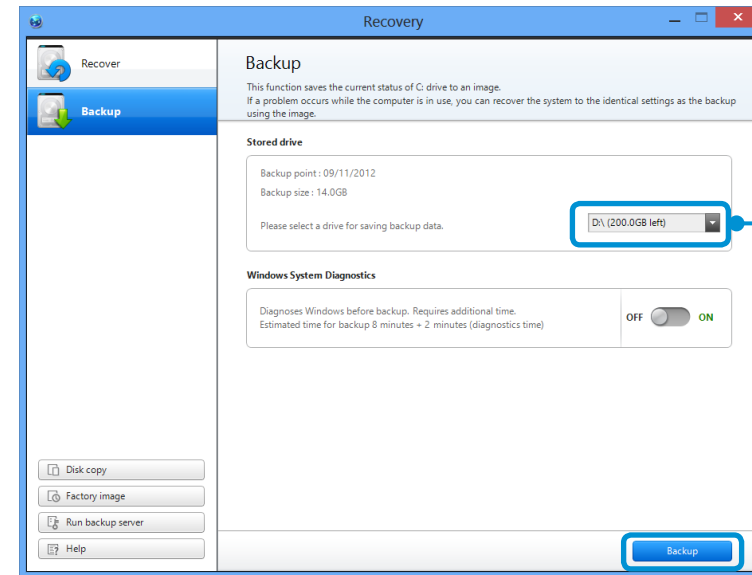 Recovery
Recover
Backup
Backup
This function saves the current status of C: drive to an image.
If a problem occurs while the computer is in use, you can recover the system to the identical settings as the backup
using the image.
Stored drive
Backup point : 09/11/2012
Backup size : 14.0GB
Please select a drive for saving backup data.
D:\ (200.0GB left)
Windows System Diagnostics
Diagnoses Windows before backup. Requires additional time.
Estimated time for backup 8 minutes + 2 minutes (diagnostics time)
OFF ON
Disk copy
Factory image
Run backup server
Help
Backup